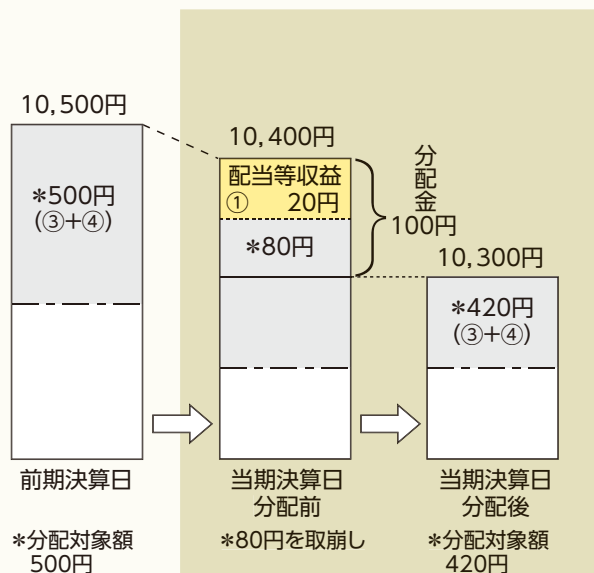 10,500円
*500円
(③+④)
前期決算日
*分配対象額
500円
10,400円
配当等収益
① 20円
*80円
分配金
100円
当期決算日
分配前
*80円を取崩し
10,300円
*420円
(③+④)
当期決算日
分配後
*分配対象額
420円